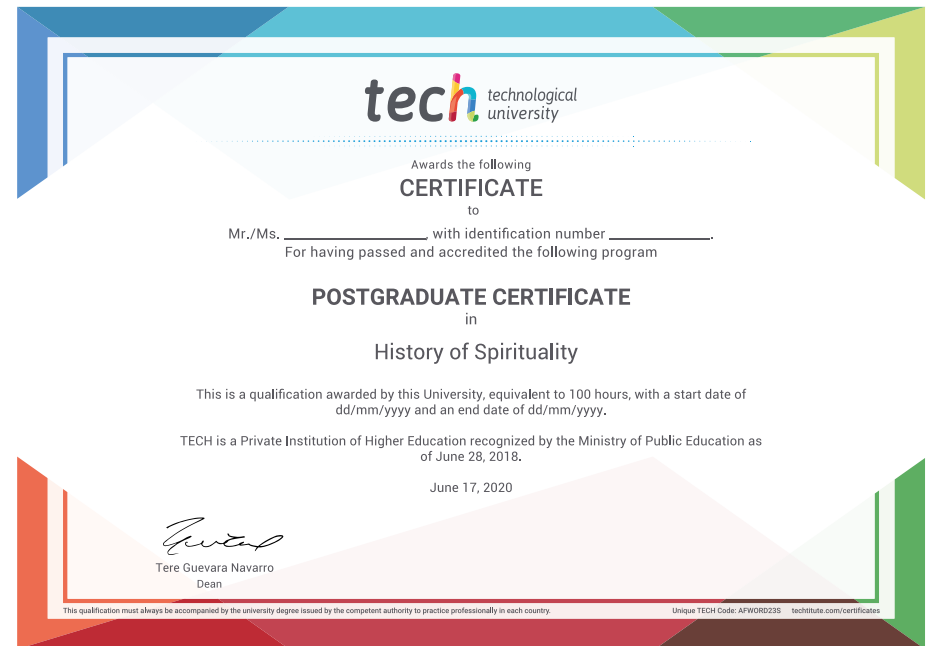 tech technological
university
Awards the following
CERTIFICATE
to
Mr./Ms. ____________________, with identification number ______________.
For having passed and accredited the following program
POSTGRADUATE CERTIFICATE
in
History of Spirituality
This is a qualification awarded by this University, equivalent to 100 hours, with a start date of
dd/mm/yyyy and an end date of dd/mm/yyyy.
TECH is a Private Institution of Higher Education recognized by the Ministry of Public Education as
of June 28, 2018.
June 17, 2020
Tere Guevara Navarro
Dean
This qualification must always be accompanied by the university degree issued by the competent authority to practice professionally in each country. Unique TECH Code: AFWORD23S techtitute.com/certificates